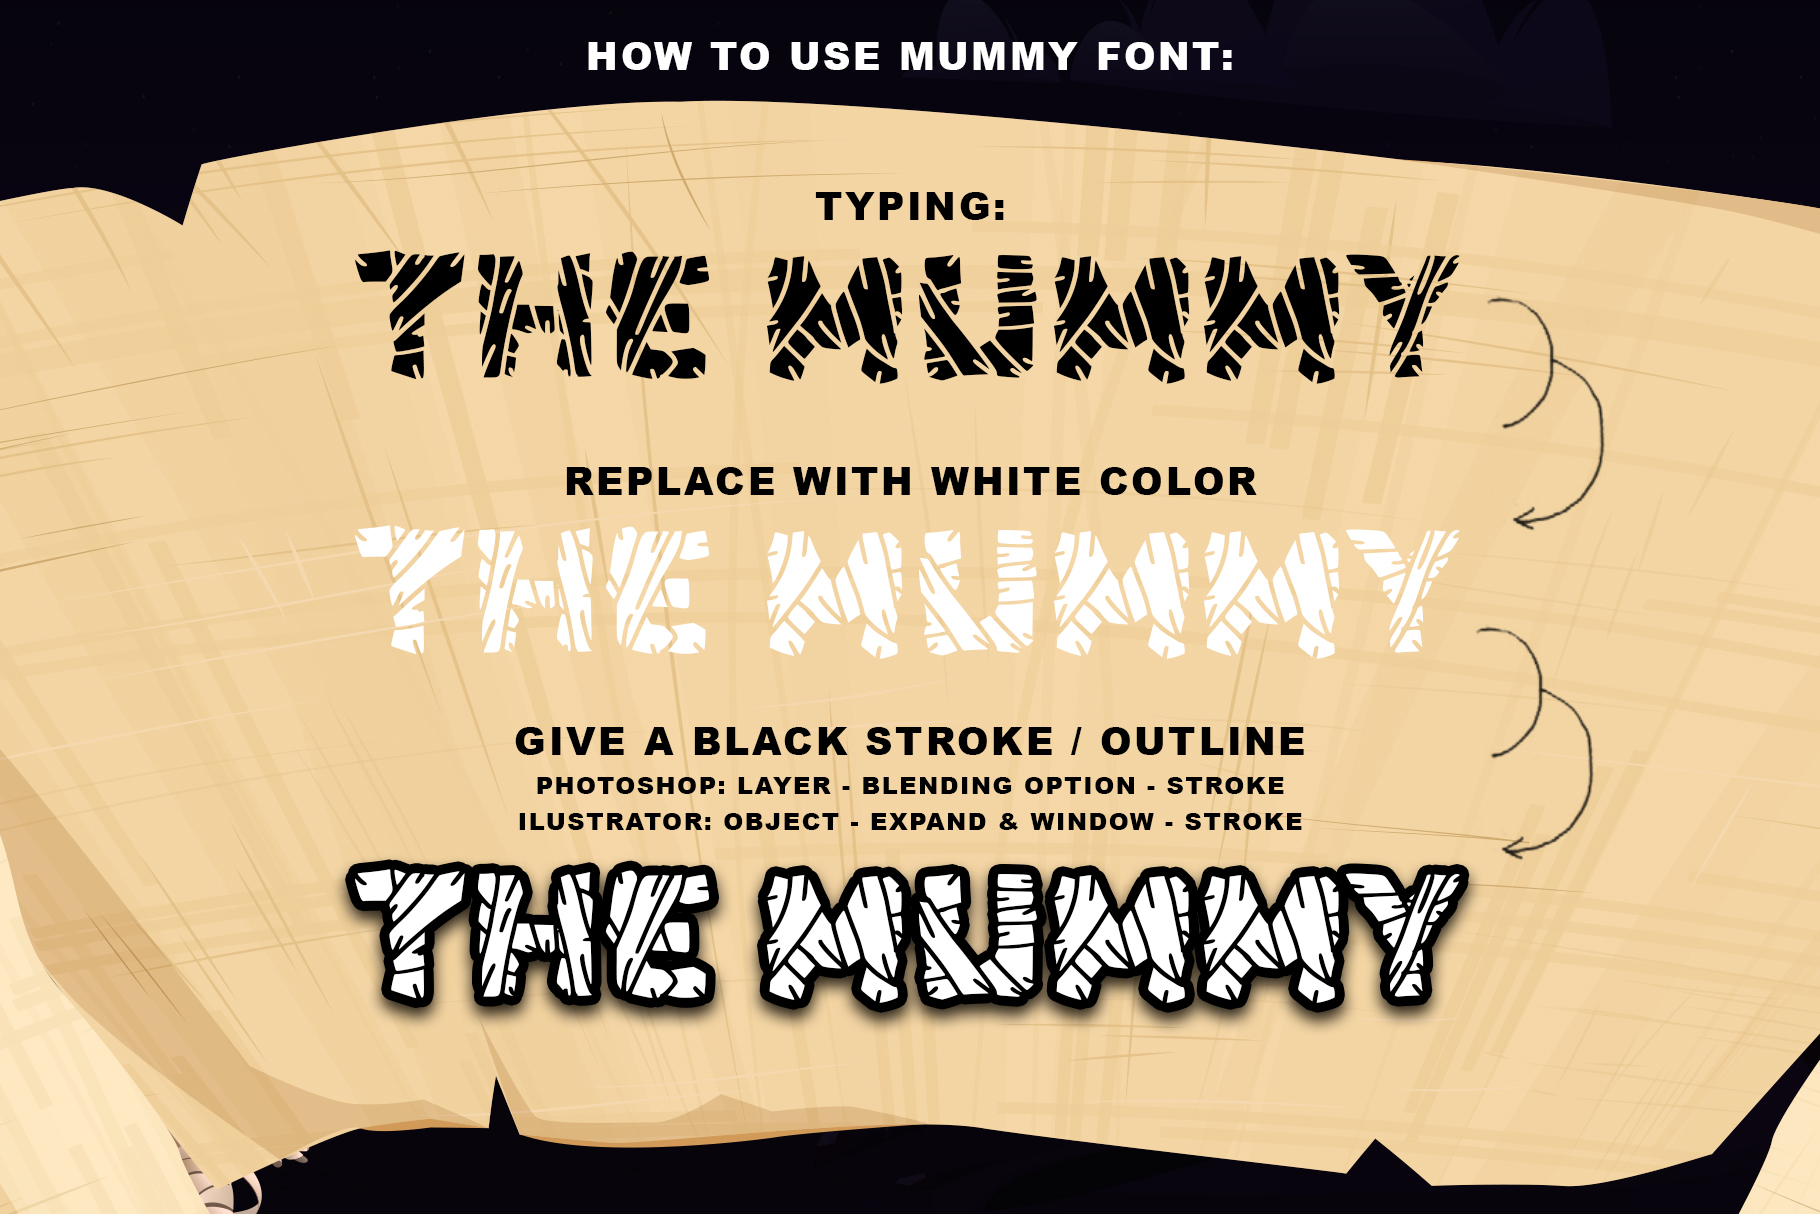 HOW TO USE MUMMY FONT:
TYPING:
THE MUMMY
REPLACE WITH WHITE COLOR
THE MUMMY
GIVE A BLACK STROKE / OUTLINE
PHOTOSHOP: LAYER - BLENDING OPTION - STROKE
ILUSTRATOR: OBJECT - EXPAND & WINDOW - STROKE
THE MUMMY